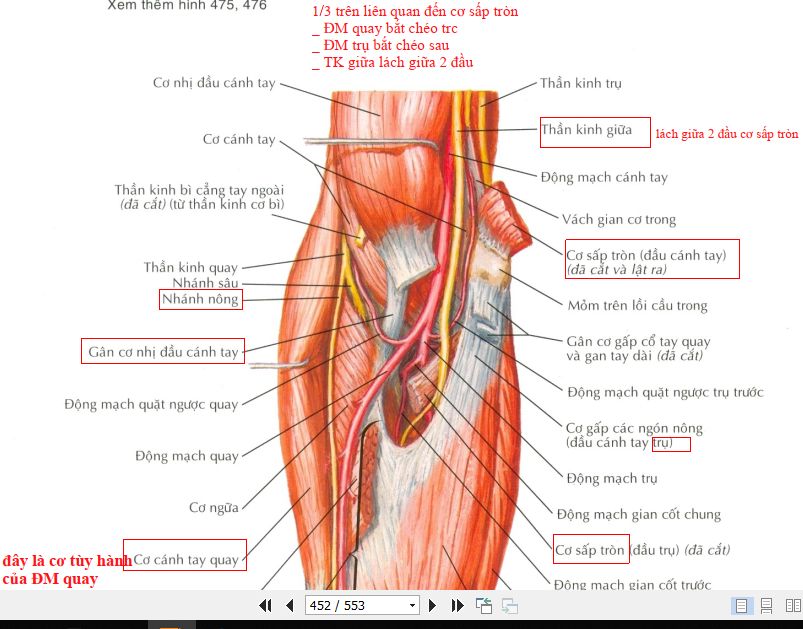 Xem thêm hình 475, 476
1/3 trên liên quan đến cơ sấp tròn
_ ĐM quay bắt chéo trc
_ ĐM trụ bắt chéo sau
_ TK giữa lách giữa 2 đầu
Cơ nhị đầu cánh tay
Cơ cánh tay
Thần kinh bì cẳng tay ngoài
(đã cắt) (từ thần kinh cơ bì)
Thần kinh quay
Nhánh sâu
Nhánh nông
Gân cơ nhị đầu cánh tay
Động mạch quặt ngược quay
Động mạch quay
Cơ ngửa
Cơ cánh tay quay
đây là cơ tùy hành
của ĐM quay
Thần kinh trụ
Thần kinh giữa
lách giữa 2 đầu cơ sấp tròn
Động mạch cánh tay
Vách gian cơ trong
Cơ sấp tròn (đầu cánh tay)
(đã cắt và lật ra)
Mỏm trên lồi cầu trong
Gân cơ gấp cổ tay quay
và gan tay dài (đã cắt)
Động mạch quặt ngược trụ trước
Cơ gấp các ngón nông
(đầu cánh tay trụ)
Động mạch trụ
Động mạch gian cốt chung
Cơ sấp tròn (đầu trụ) (đã cắt)
Động mạch gian cốt trước
452 / 553